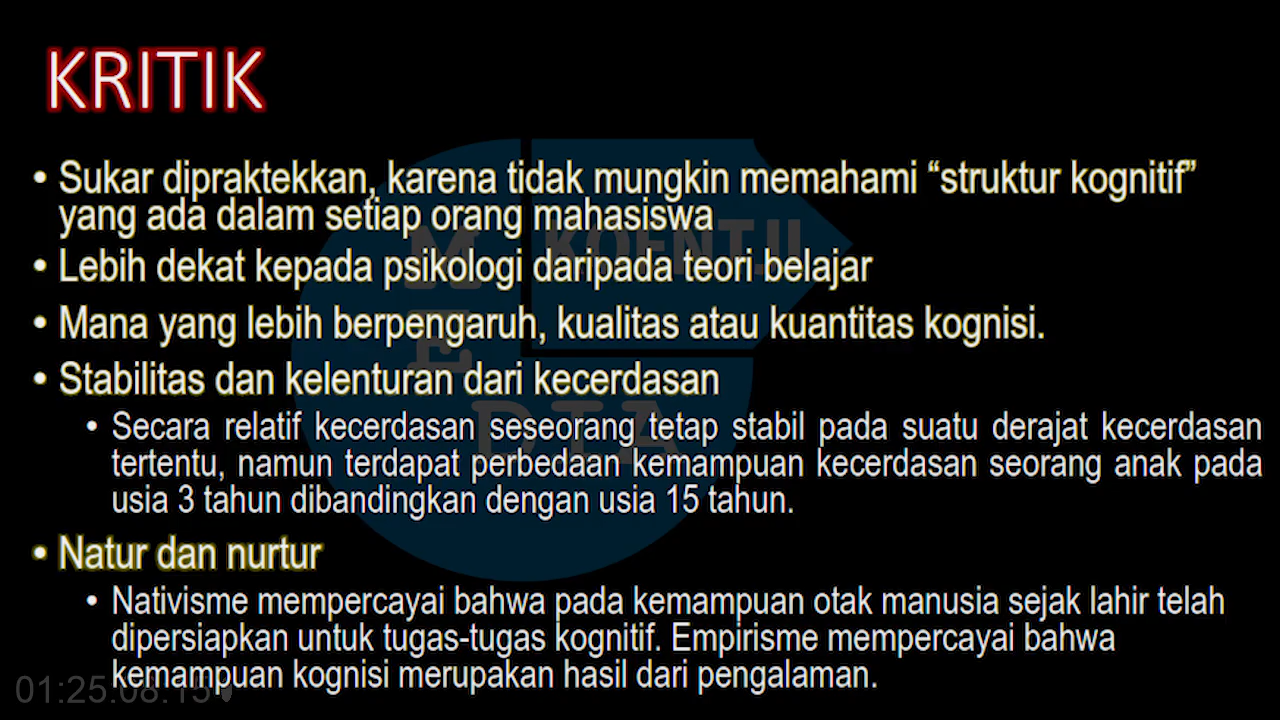 KRITIK
• Sukar dipraktekkan, karena tidak mungkin memahami “struktur kognitif”
yang ada dalam setiap orang mahasiswa
• Lebih dekat kepada psikologi daripada teori belajar
• Mana yang lebih berpengaruh, kualitas atau kuantitas kognisi.
• Stabilitas dan kelenturan dari kecerdasan
• Secara relatif kecerdasan seseorang tetap stabil pada suatu derajat kecerdasan
tertentu, namun terdapat perbedaan kemampuan kecerdasan seorang anak pada
usia 3 tahun dibandingkan dengan usia 15 tahun.
• Natur dan nurtur
• Nativisme mempercayai bahwa pada kemampuan otak manusia sejak lahir telah
dipersiapkan untuk tugas-tugas kognitif. Empirisme mempercayai bahwa
kemampuan kognisi merupakan hasil dari pengalaman.
01:25:08.15
MEDIA